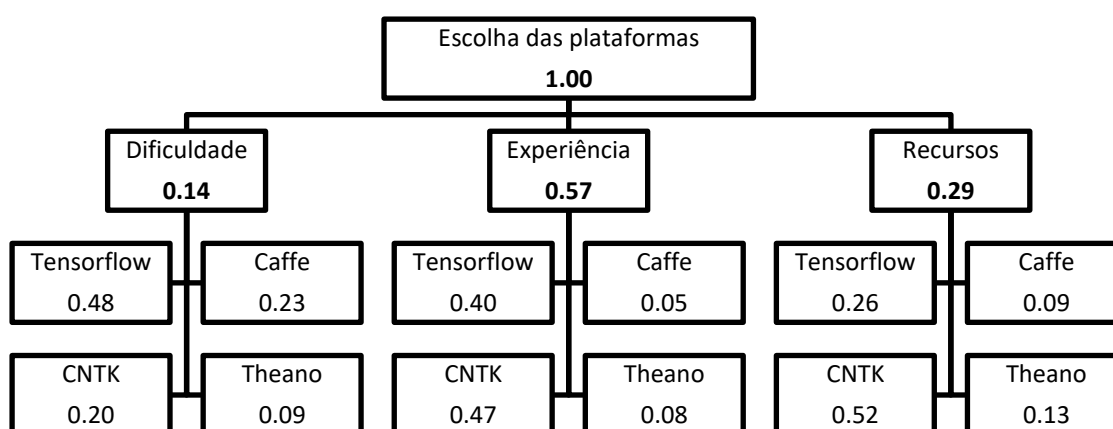 Escolha das plataformas
1.00
Dificuldade
0.14
Experiência
0.57
Recursos
0.29
Tensorflow
0.48
Caffe
0.23
Tensorflow
0.40
Caffe
0.05
Tensorflow
0.26
Caffe
0.09
CNTK
0.20
Theano
0.09
CNTK
0.47
Theano
0.08
CNTK
0.52
Theano
0.13